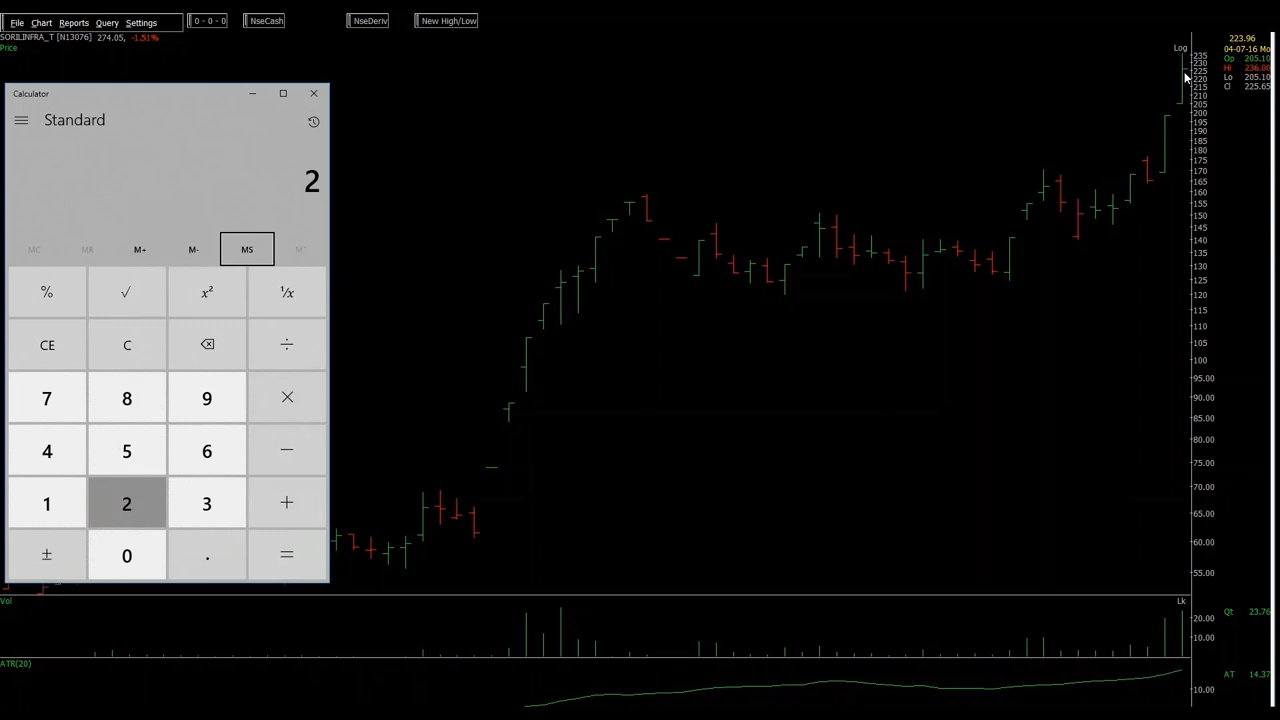 File Chart Reports Query Settings
0 - 0 - 0
NseCash
NseDeriv
New High/Low
SORILINFRA_T [N13076] 274.05, -1.51%
Price
Log
223.96
04-07-16 Mo
Op 205.10
Hi 236.00
Lo 205.10
Cl 225.65
235
230
225
220
215
210
205
200
195
190
185
180
175
170
165
160
155
150
145
140
135
130
125
120
115
110
105
100
95.00
90.00
85.00
80.00
75.00
70.00
65.00
60.00
55.00
Calculator
Standard
2
MC MR M+ M- MS M˅
% √ x² ¹/x
CE C ⌫ ÷
7 8 9 ×
4 5 6 −
1 2 3 +
± 0 . =
Vol
Lk
Qt 23.76
20.00
10.00
ATR(20)
AT 14.37
10.00